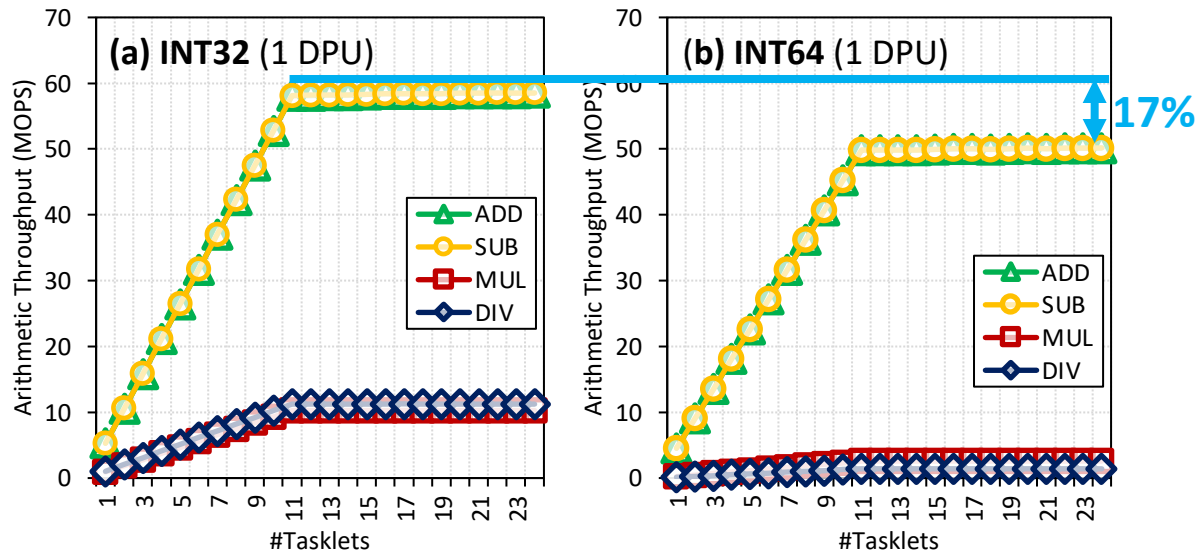 (a) INT32 (1 DPU)
Arithmetic Throughput (MOPS)
70
60
50
40
30
20
10
0
ADD
SUB
MUL
DIV
1 3 5 7 9 11 13 15 17 19 21 23
#Tasklets
(b) INT64 (1 DPU)
17%
Arithmetic Throughput (MOPS)
70
60
50
40
30
20
10
0
ADD
SUB
MUL
DIV
1 3 5 7 9 11 13 15 17 19 21 23
#Tasklets